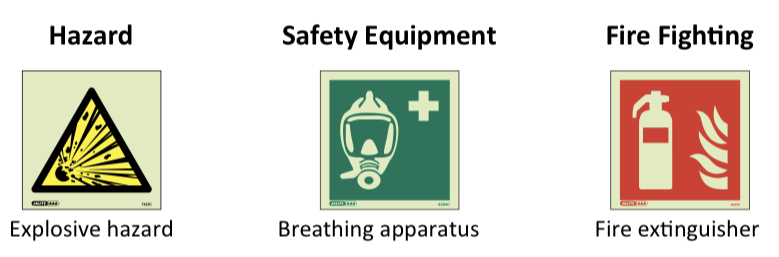 Hazard
Safety Equipment
Fire Fighting
Explosive hazard
Breathing apparatus
Fire extinguisher